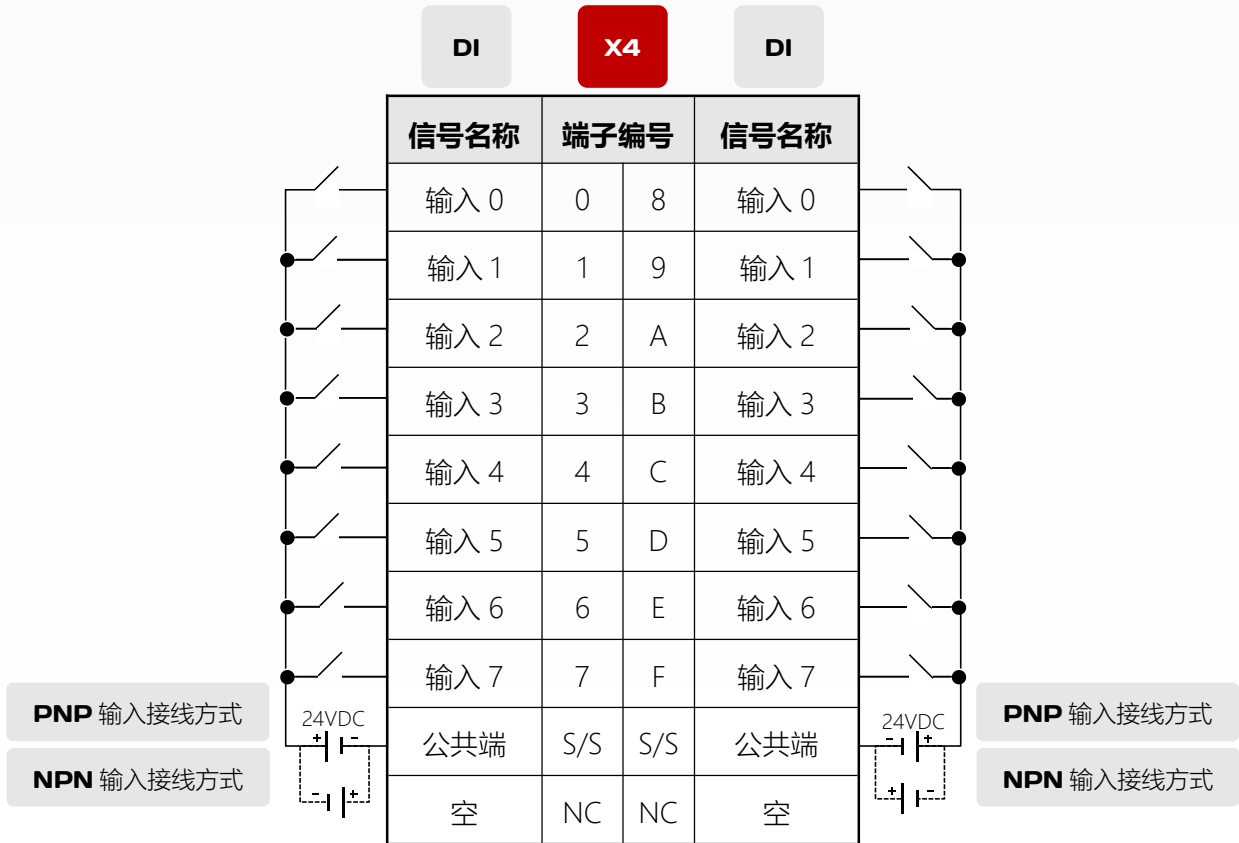 DI X4 DI
信号名称 端子编号 信号名称
输入 0 0 8 输入 0
输入 1 1 9 输入 1
输入 2 2 A 输入 2
输入 3 3 B 输入 3
输入 4 4 C 输入 4
输入 5 5 D 输入 5
输入 6 6 E 输入 6
输入 7 7 F 输入 7
PNP 输入接线方式 24VDC 公共端 S/S S/S 公共端 24VDC PNP 输入接线方式
+ - - +
NPN 输入接线方式 NPN 输入接线方式
- + + -
空 NC NC 空